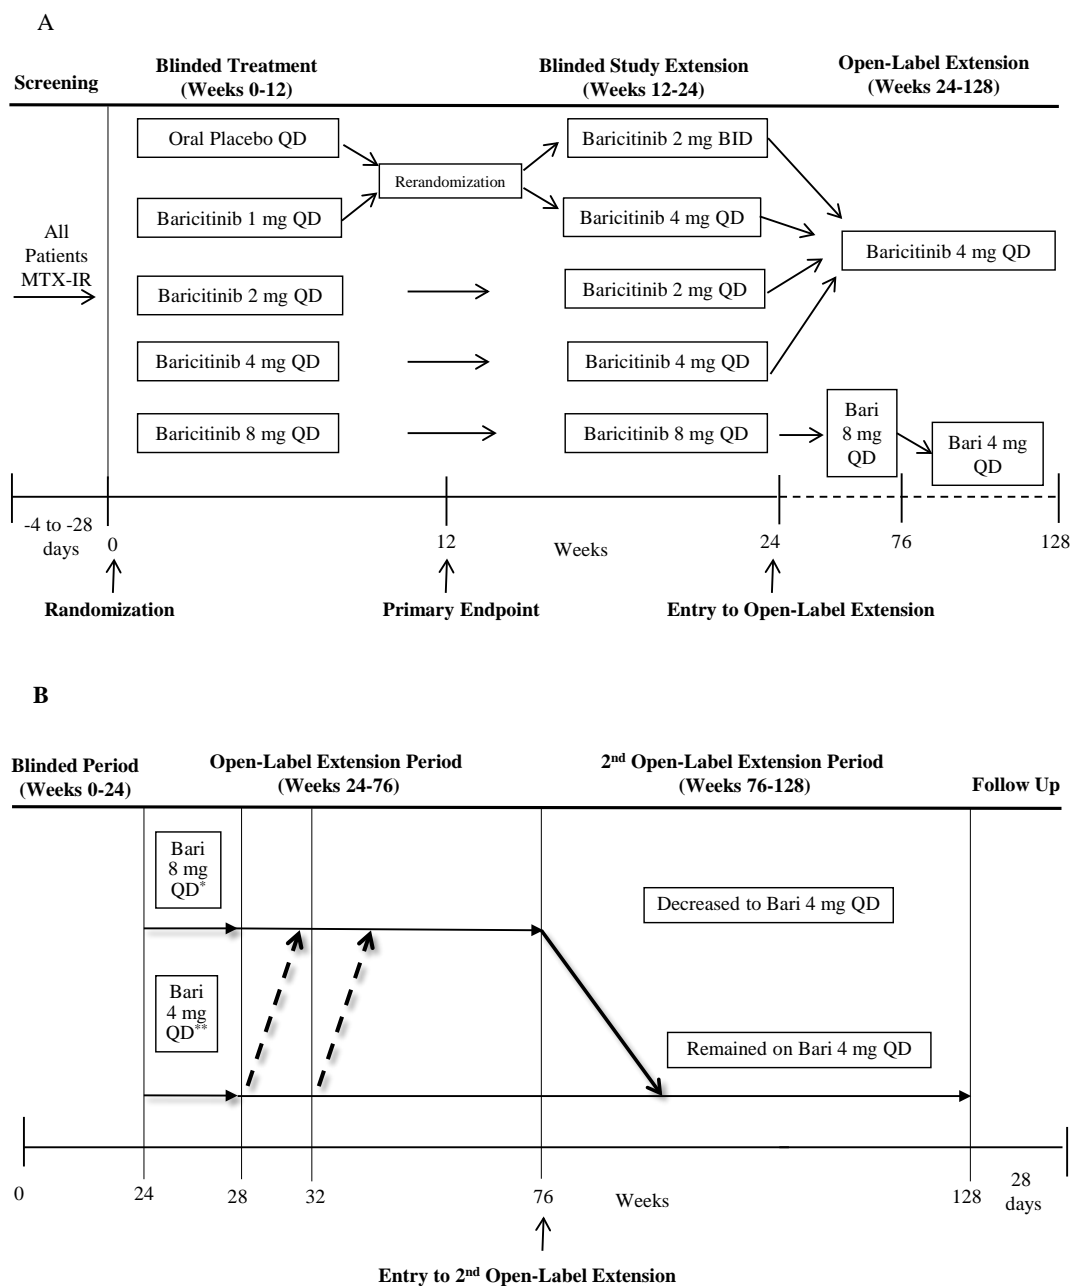 A
Screening
Blinded Treatment
(Weeks 0-12)
Blinded Study Extension
(Weeks 12-24)
Open-Label Extension
(Weeks 24-128)
Oral Placebo QD
Baricitinib 2 mg BID
Rerandomization
Baricitinib 1 mg QD
Baricitinib 4 mg QD
All
Patients
MTX-IR
Baricitinib 4 mg QD
Baricitinib 2 mg QD
Baricitinib 2 mg QD
Baricitinib 4 mg QD
Baricitinib 4 mg QD
Baricitinib 8 mg QD
Baricitinib 8 mg QD
Bari
8 mg
QD
Bari 4 mg
QD
-4 to -28
days
0
12
Weeks
24
76
128
Randomization
Primary Endpoint
Entry to Open-Label Extension
B
Blinded Period
(Weeks 0-24)
Open-Label Extension Period
(Weeks 24-76)
2nd Open-Label Extension Period
(Weeks 76-128)
Follow Up
Bari
8 mg
QD*
Decreased to Bari 4 mg QD
Bari
4 mg
QD**
Remained on Bari 4 mg QD
0
24
28
32
76
Weeks
128
28
days
Entry to 2nd Open-Label Extension